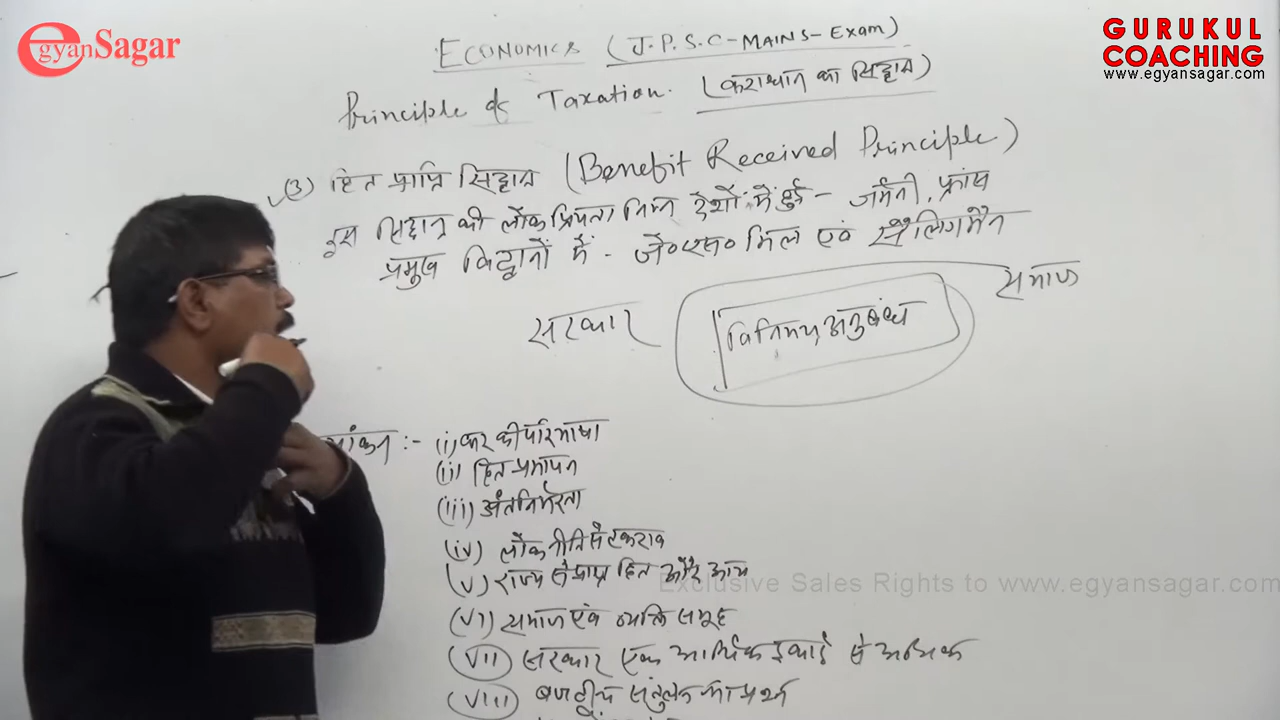 egyanSagar
GURUKUL
COACHING
www.egyansagar.com
ECONOMICS (J.P.S.C-MAINS-Exam)
Principle of Taxation. (कराधान का सिद्धान्त)
(3) हित प्राप्ति सिद्धान्त (Benefit Received Principle)
इस सिद्धान्त की लोकप्रियता निम्न देशों में हुई - जर्मनी, फ्रांस
प्रमुख विद्वानों में - जे०एस० मिल एवं सैलिगमैन
सरकार विनिमय अनुबंध समाज
:- (i) कर की परिभाषा
(ii) हित प्रमापन
(iii) अंतनिर्भरता
(iv) लोकनीति से टकराव
(v) राज्य से प्राप्त हित और आय
Exclusive Sales Rights to www.egyansagar.com
(vi) समाज एवं व्यक्ति समूह
(vii) सरकार एक आर्थिक इकाई से अधिक
(viii) बजटीय संतुलन का प्रश्न